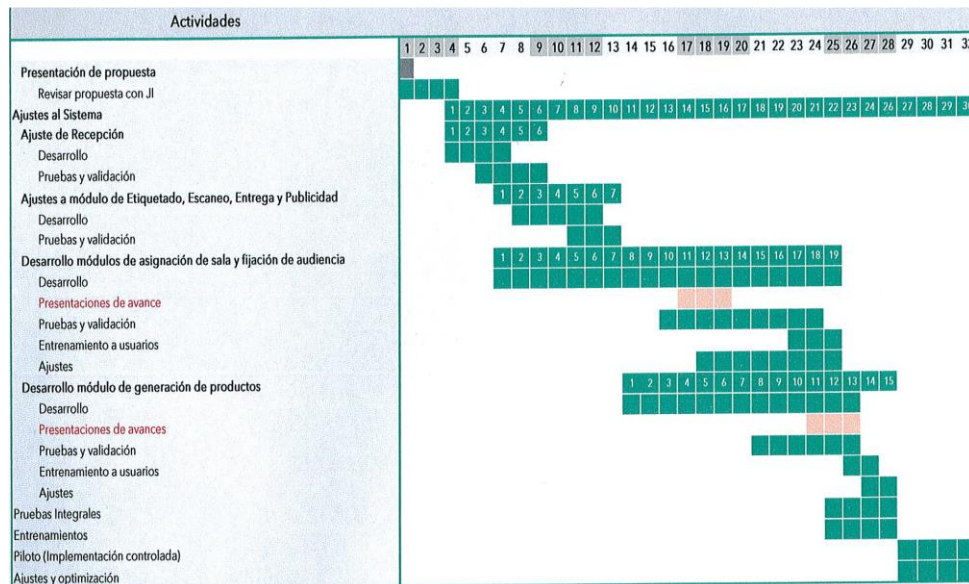 Actividades
1 2 3 4 5 6 7 8 9 10 11 12 13 14 15 16 17 18 19 20 21 22 23 24 25 26 27 28 29 30 31 32
Presentación de propuesta
Revisar propuesta con JI
Ajustes al Sistema 1 2 3 4 5 6 7 8 9 10 11 12 13 14 15 16 17 18 19 20 21 22 23 24 25 26 27 28 29 30
Ajuste de Recepción 1 2 3 4 5 6
Desarrollo
Pruebas y validación
Ajustes a módulo de Etiquetado, Escaneo, Entrega y Publicidad 1 2 3 4 5 6 7
Desarrollo
Pruebas y validación
Desarrollo módulos de asignación de sala y fijación de audiencia 1 2 3 4 5 6 7 8 9 10 11 12 13 14 15 16 17 18 19
Desarrollo
Presentaciones de avance
Pruebas y validación
Entrenamiento a usuarios
Ajustes
Desarrollo módulo de generación de productos 1 2 3 4 5 6 7 8 9 10 11 12 13 14 15
Desarrollo
Presentaciones de avances
Pruebas y validación
Entrenamiento a usuarios
Ajustes
Pruebas Integrales
Entrenamientos
Piloto (Implementación controlada)
Ajustes y optimización